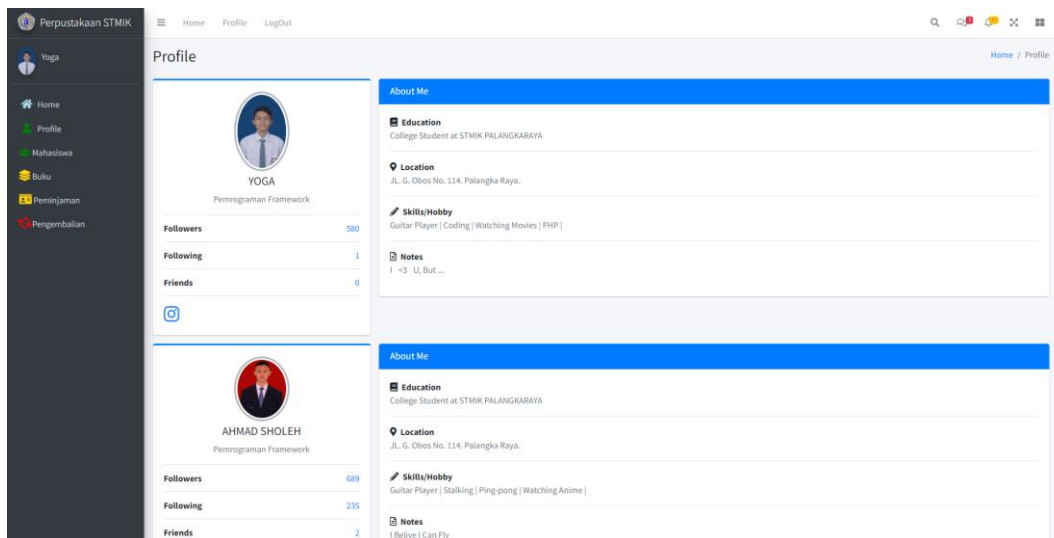 Perpustakaan STMIK
Home Profile LogOut
Yoga
Home
Profile
Mahasiswa
Buku
Peminjaman
Pengembalian
Profile
Home / Profile
YOGA
Pemrograman Framework
Followers 580
Following 1
Friends 0
About Me
Education
College Student at STMIK PALANGKARAYA
Location
JL. G. Obos No. 114. Palangka Raya.
Skills/Hobby
Guitar Player | Coding | Watching Movies | PHP |
Notes
I <3 U, But ...
AHMAD SHOLEH
Pemrograman Framework
Followers 689
Following 235
Friends 2
About Me
Education
College Student at STMIK PALANGKARAYA
Location
JL. G. Obos No. 114. Palangka Raya.
Skills/Hobby
Guitar Player | Stalking | Ping-pong | Watching Anime |
Notes
I Belive I Can Fly